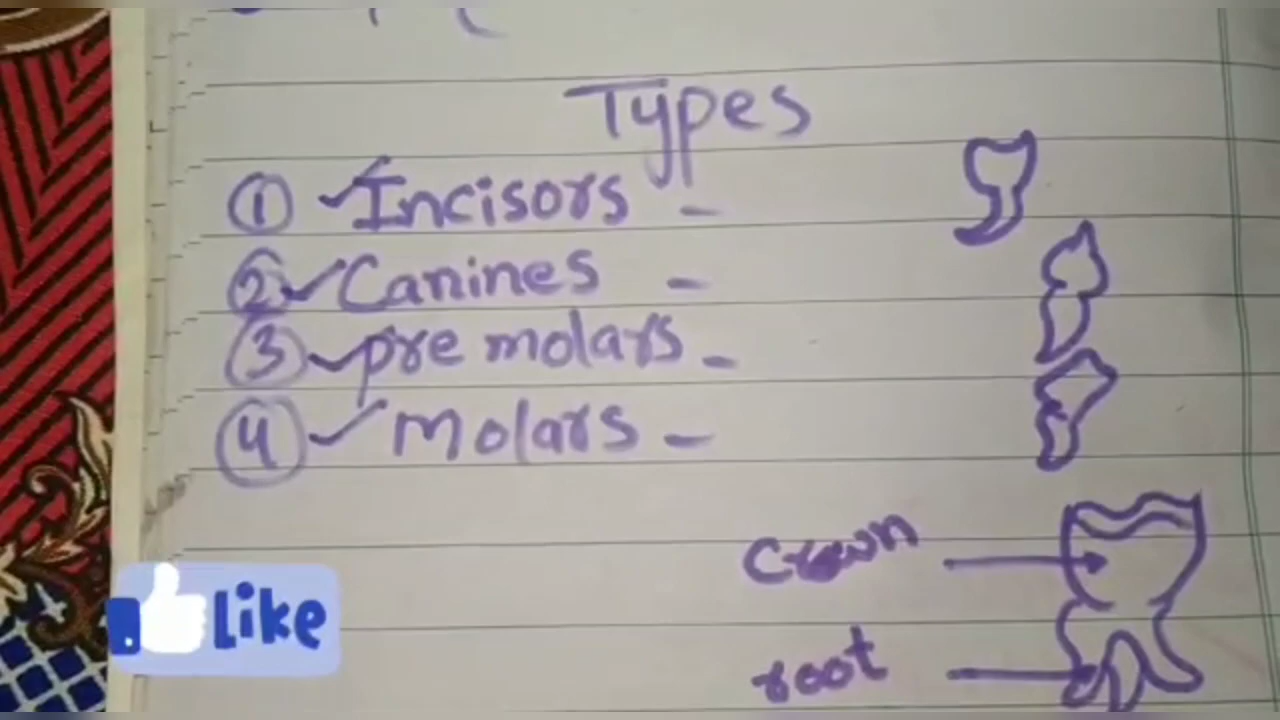 Types
① Incisors -
② Canines -
③ pre molars -
④ Molars -
Crown
root
Like